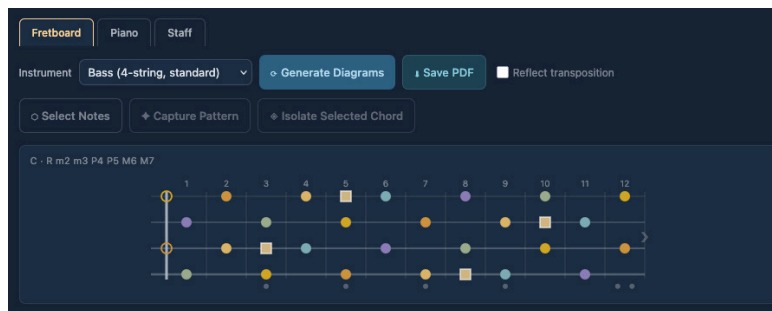 Fretboard Piano Staff
Instrument Bass (4-string, standard) Generate Diagrams Save PDF Reflect transposition
Select Notes Capture Pattern Isolate Selected Chord
C · R m2 m3 P4 P5 M6 M7
1 2 3 4 5 6 7 8 9 10 11 12